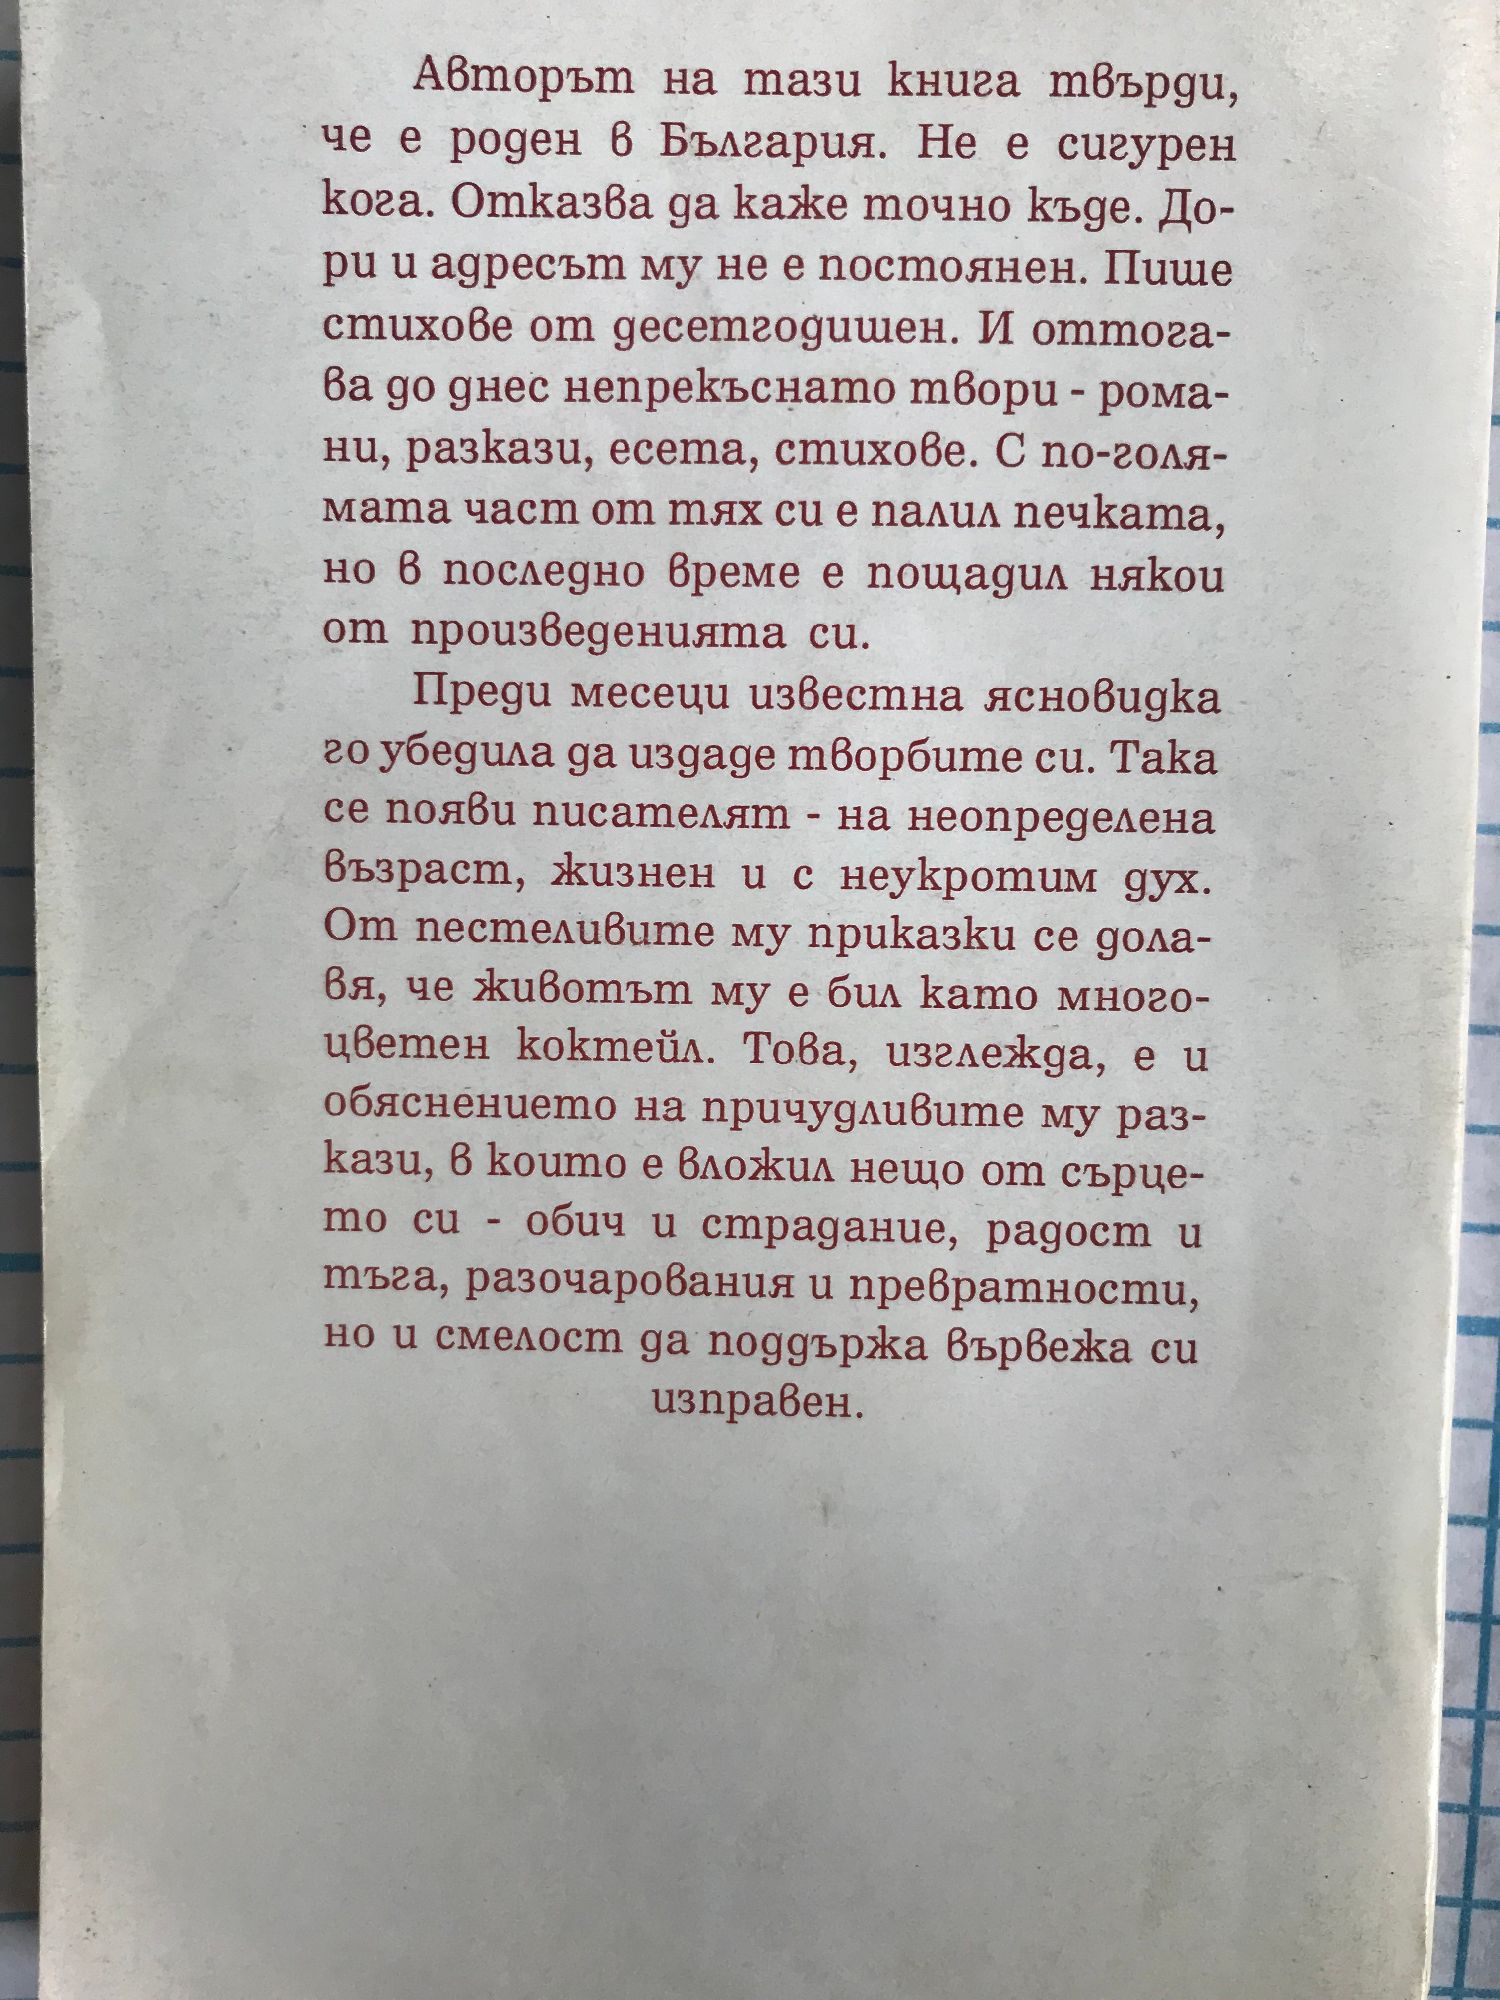 Авторът на тази книга твърди,
че е роден в България. Не е сигурен
кога. Отказва да каже точно къде. До-
ри и адресът му не е постоянен. Пише
стихове от десетгодишен. И оттога-
ва до днес непрекъснато твори - рома-
ни, разкази, есета, стихове. С по-голя-
мата част от тях си е палил печката,
но в последно време е пощадил някои
от произведенията си.
Преди месеци известна ясновидка
го убедила да издаде творбите си. Така
се появи писателят - на неопределена
възраст, жизнен и с неукротим дух.
От пестеливите му приказки се дола-
вя, че животът му е бил като много-
цветен коктейл. Това, изглежда, е и
обяснението на причудливите му раз-
кази, в които е вложил нещо от сърце-
то си - обич и страдание, радост и
тъга, разочарования и превратности,
но и смелост да поддържа вървежа си
изправен.